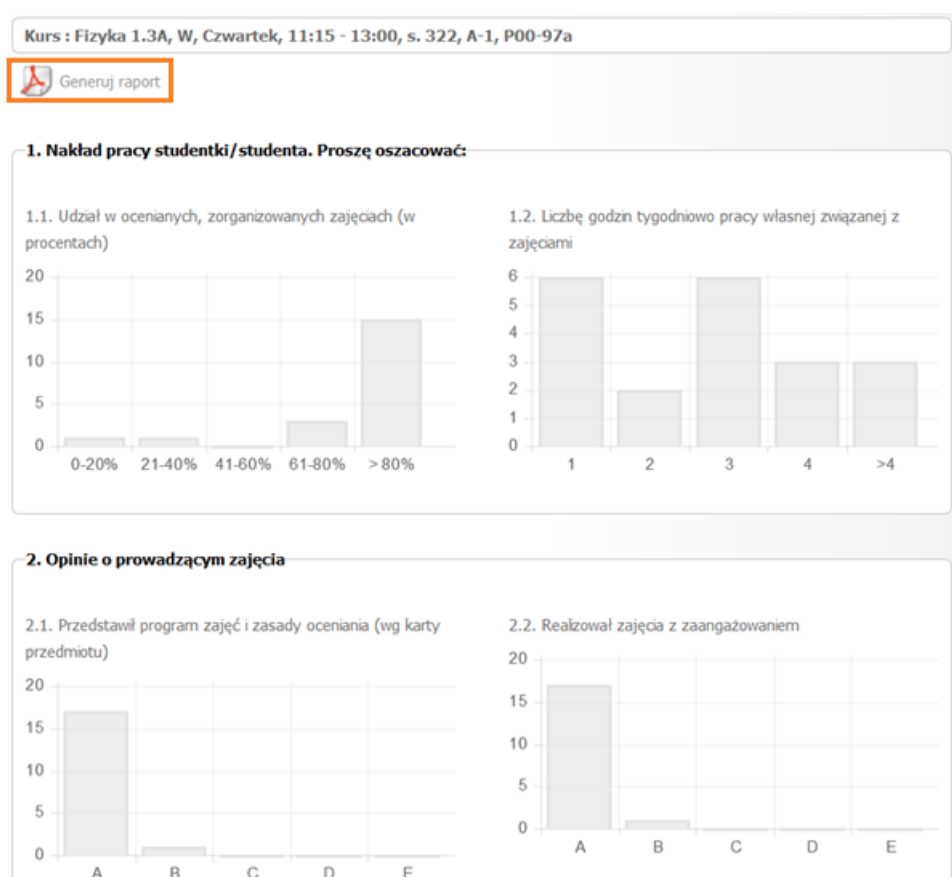 Kurs : Fizyka 1.3A, W, Czwartek, 11:15 - 13:00, s. 322, A-1, P00-97a
Generuj raport
1. Nakład pracy studentki/studenta. Proszę oszacować:
1.1. Udział w ocenianych, zorganizowanych zajęciach (w
procentach)
20
15
10
5
0
0-20% 21-40% 41-60% 61-80% >80%
1.2. Liczbę godzin tygodniowo pracy własnej związanej z
zajęciami
6
5
4
3
2
1
0
1 2 3 4 >4
2. Opinie o prowadzącym zajęcia
2.1. Przedstawił program zajęć i zasady oceniania (wg karty
przedmiotu)
20
15
10
5
0
A B C D E
2.2. Realizował zajęcia z zaangażowaniem
20
15
10
5
0
A B C D E